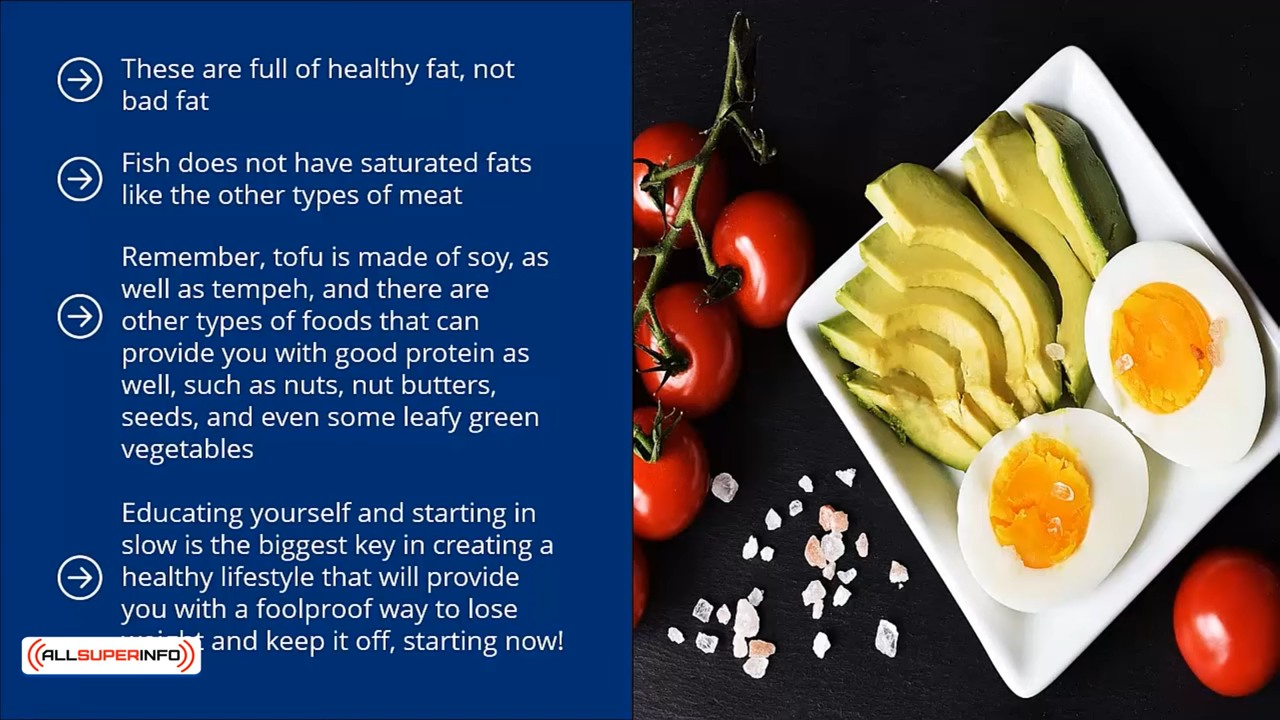 These are full of healthy fat, not
bad fat
Fish does not have saturated fats
like the other types of meat
Remember, tofu is made of soy, as
well as tempeh, and there are
other types of foods that can
provide you with good protein as
well, such as nuts, nut butters,
seeds, and even some leafy green
vegetables
Educating yourself and starting in
slow is the biggest key in creating a
healthy lifestyle that will provide
you with a foolproof way to lose
and keep it off, starting now!
ALLSUPERINFO